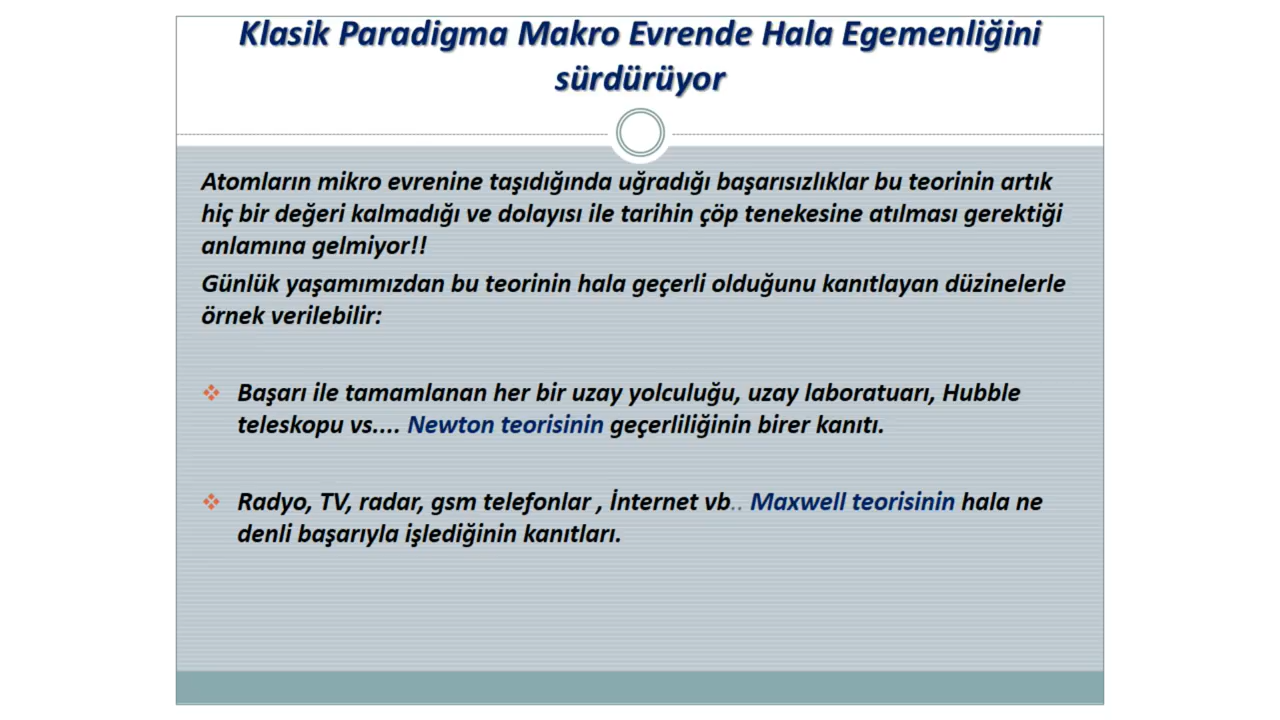 Klasik Paradigma Makro Evrende Hala Egemenliğini
sürdürüyor
Atomların mikro evrenine taşıdığında uğradığı başarısızlıklar bu teorinin artık
hiç bir değeri kalmadığı ve dolayısı ile tarihin çöp tenekesine atılması gerektiği
anlamına gelmiyor!!
Günlük yaşamımızdan bu teorinin hala geçerli olduğunu kanıtlayan düzinelerle
örnek verilebilir:
Başarı ile tamamlanan her bir uzay yolculuğu, uzay laboratuarı, Hubble
teleskopu vs.... Newton teorisinin geçerliliğinin birer kanıtı.
Radyo, TV, radar, gsm telefonlar , İnternet vb.. Maxwell teorisinin hala ne
denli başarıyla işlediğinin kanıtları.